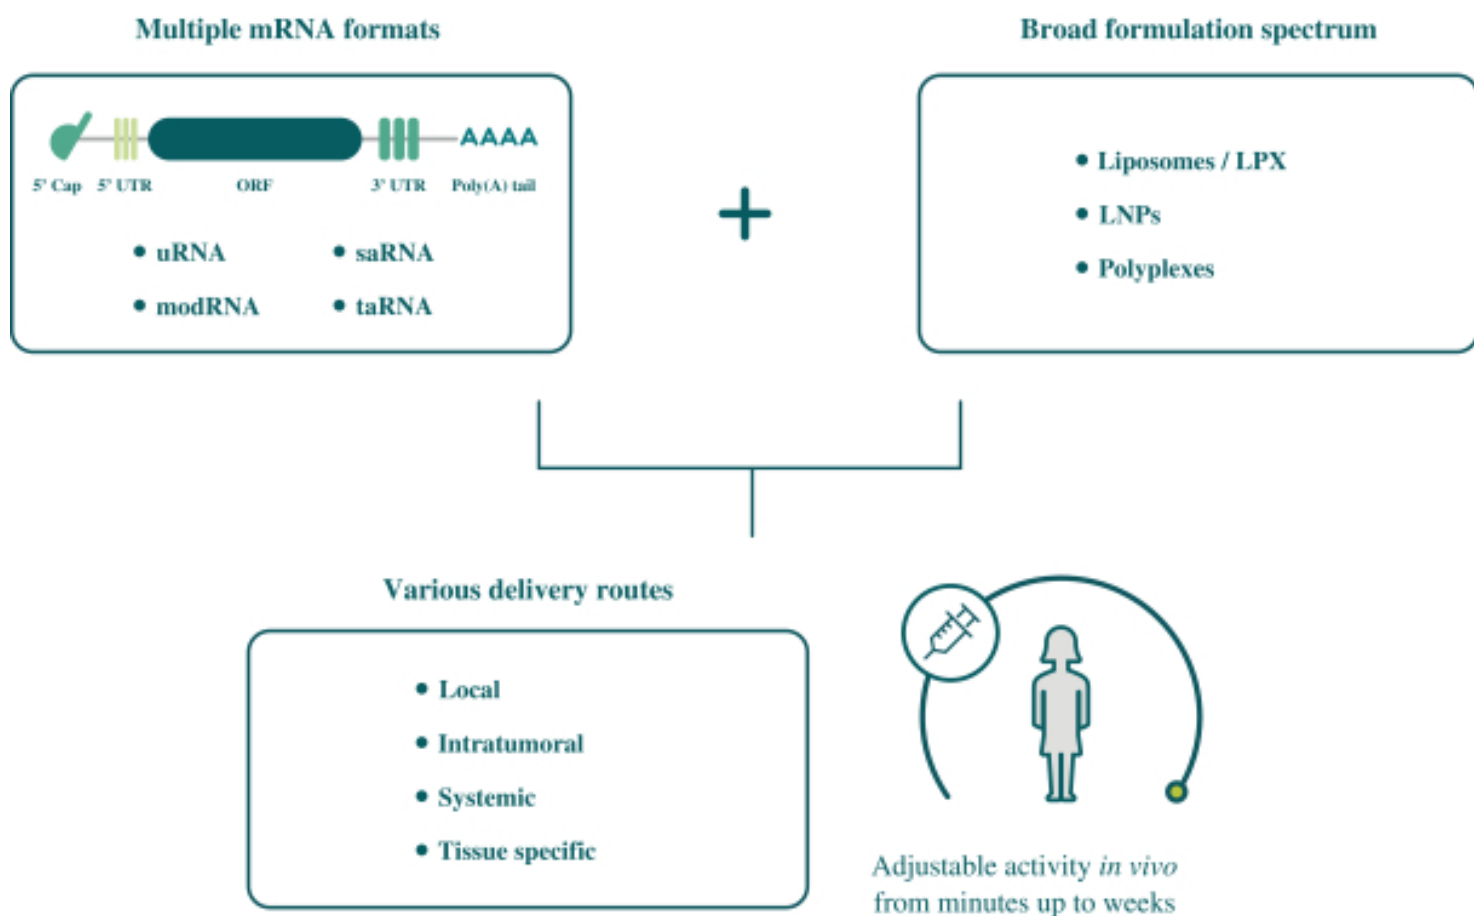 Multiple mRNA formats
Broad formulation spectrum
AAAA
5' Cap 5' UTR ORF 3' UTR Poly(A) tail
• uRNA • saRNA
• modRNA • taRNA
• Liposomes / LPX
• LNPs
• Polyplexes
Various delivery routes
• Local
• Intratumoral
• Systemic
• Tissue specific
Adjustable activity in vivo
from minutes up to weeks